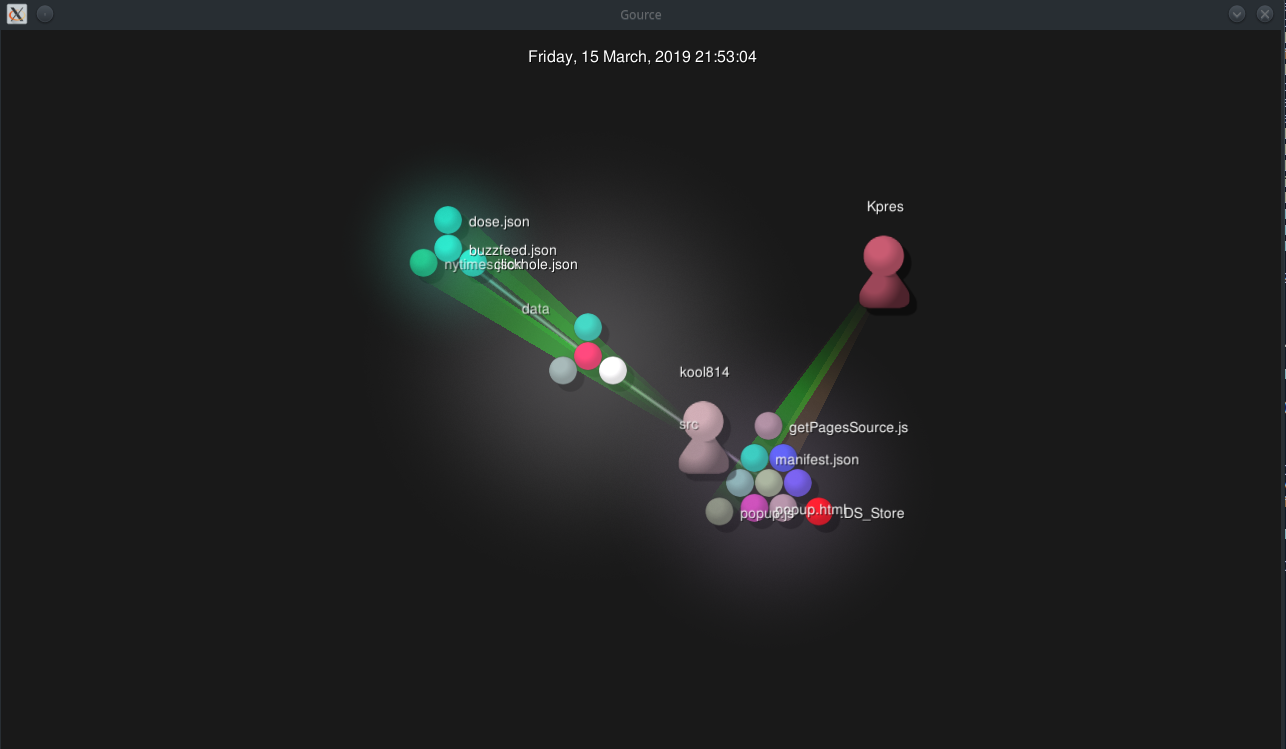 Gource
Friday, 15 March, 2019 21:53:04
Kpres
dose.json
buzzfeed.json
nytimes.json clickhole.json
data
kool814
src
getPagesSource.js
manifest.json
popup.js
popup.html
.DS_Store